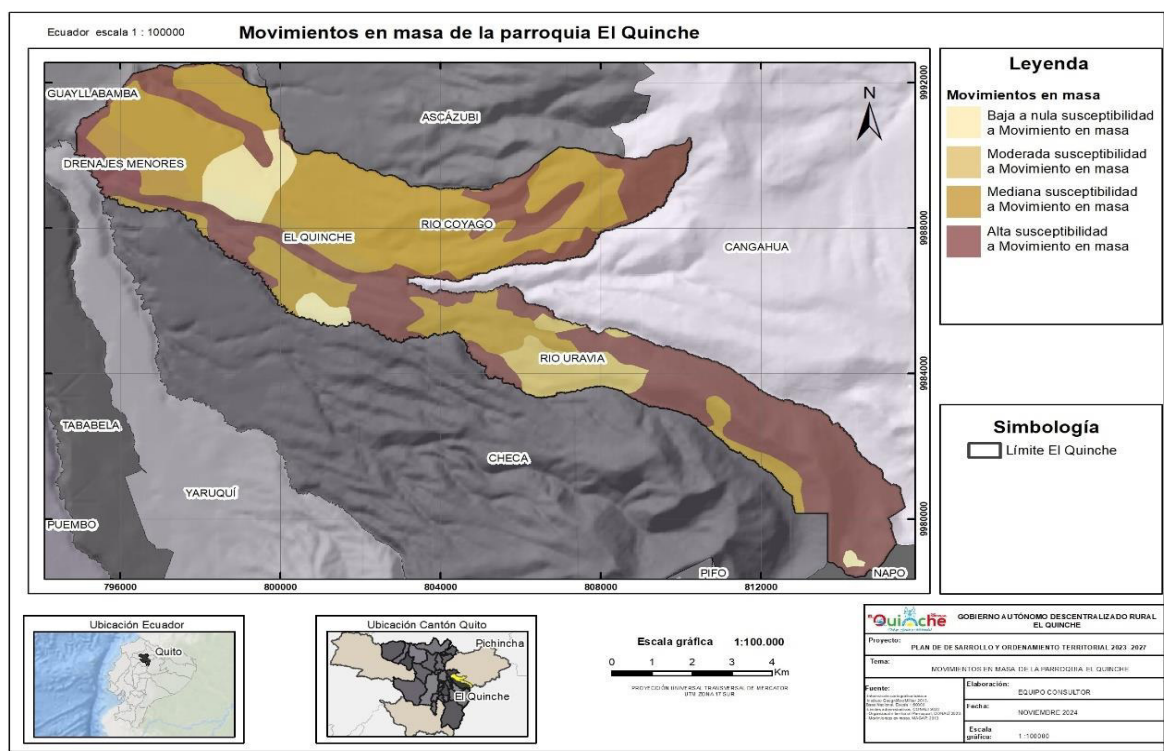 Ecuador escala 1 : 100000
Movimientos en masa de la parroquia El Quinche
GUAYLLABAMBA
ASCÁZUBI
DRENAJES MENORES
RIO COYAGO
EL QUINCHE
CANGAHUA
RIO URAVIA
TABABELA
CHECA
YARUQUÍ
PUEMBO
PIFO
NAPO
N
9992000
9988000
9984000
9980000
796000
800000
804000
808000
812000
Leyenda
Movimientos en masa
Baja a nula susceptibilidad
a Movimiento en masa
Moderada susceptibilidad
a Movimiento en masa
Mediana susceptibilidad
a Movimiento en masa
Alta susceptibilidad
a Movimiento en masa
Simbología
Límite El Quinche
Ubicación Ecuador
Quito
Ubicación Cantón Quito
Pichincha
El Quinche
Escala gráfica 1:100.000
0 1 2 3 4
Km
PROYECCIÓN UNIVERSAL TRANSVERSAL DE MERCATOR
UTM ZONA 17 SUR
Quinche
GOBIERNO AUTÓNOMO DESCENTRALIZADO RURAL
EL QUINCHE
Proyecto:
PLAN DE DESARROLLO Y ORDENAMIENTO TERRITORIAL 2023 2027
Tema:
MOVIMIENTOS EN MASA DE LA PARROQUIA EL QUINCHE
Fuente:
Elaboración:
EQUIPO CONSULTOR
Fecha:
NOVIEMBRE 2024
Escala
gráfica:
1 :100000